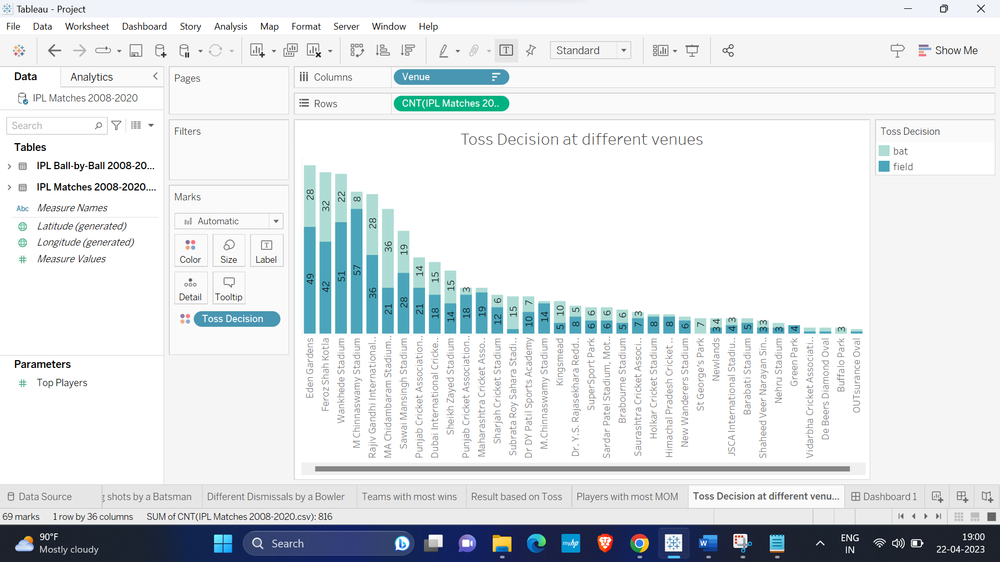 Tableau - Project
File Data Worksheet Dashboard Story Analysis Map Format Server Window Help
Standard
Show Me
Data Analytics
IPL Matches 2008-2020
Search
Tables
IPL Ball-by-Ball 2008-20...
IPL Matches 2008-2020....
Abc Measure Names
Latitude (generated)
Longitude (generated)
Measure Values
Parameters
Top Players
Pages
Filters
Marks
Automatic
Color Size Label
Detail Tooltip
Toss Decision
Columns Venue
Rows CNT(IPL Matches 20..
Toss Decision at different venues
28 32 22 8 28 36 19 14 15 15 3 6 15 7 10 5 6 6 6 3 7 4 3 3 3
49 42 51 57 36 21 28 21 18 14 18 19 12 10 14 5 8 6 6 5 7 8 8 6 3 4 5 3 3 4
Eden Gardens
Feroz Shah Kotla
Wankhede Stadium
M Chinnaswamy Stadium
Rajiv Gandhi International..
MA Chidambaram Stadium..
Sawai Mansingh Stadium
Punjab Cricket Association..
Dubai International Cricke..
Sheikh Zayed Stadium
Punjab Cricket Association..
Maharashtra Cricket Asso..
Sharjah Cricket Stadium
Subrata Roy Sahara Stadi..
Dr DY Patil Sports Academy
M.Chinnaswamy Stadium
Kingsmead
Dr. Y.S. Rajasekhara Redd..
SuperSport Park
Sardar Patel Stadium, Mot..
Brabourne Stadium
Saurashtra Cricket Associ..
Holkar Cricket Stadium
Himachal Pradesh Cricket ..
New Wanderers Stadium
St George's Park
Newlands
JSCA International Stadiu..
Barabati Stadium
Shaheed Veer Narayan Sin..
Nehru Stadium
Green Park
Vidarbha Cricket Associati..
De Beers Diamond Oval
Buffalo Park
OUTsurance Oval
Toss Decision
bat
field
Data Source g shots by a Batsman Different Dismissals by a Bowler Teams with most wins Result based on Toss Players with most MOM Toss Decision at different venu... Dashboard 1
69 marks 1 row by 36 columns SUM of CNT(IPL Matches 2008-2020.csv): 816
90°F
Mostly cloudy
Search
myhp
W
ENG
IN
19:00
22-04-2023